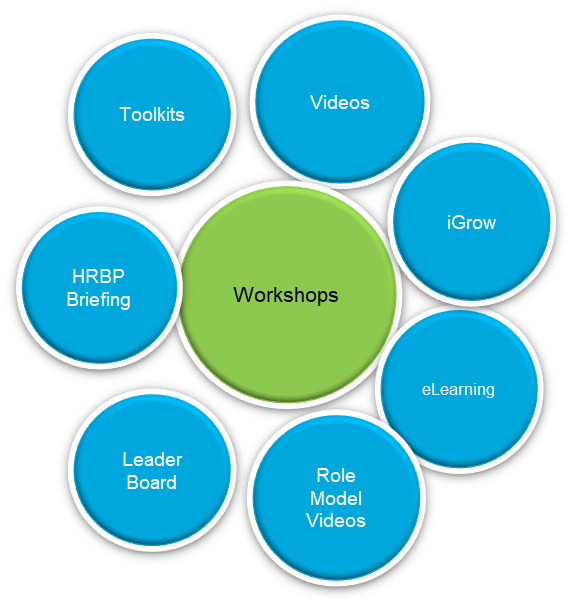 Toolkits
Videos
iGrow
HRBP
Briefing
Workshops
eLearning
Leader
Board
Role
Model
Videos